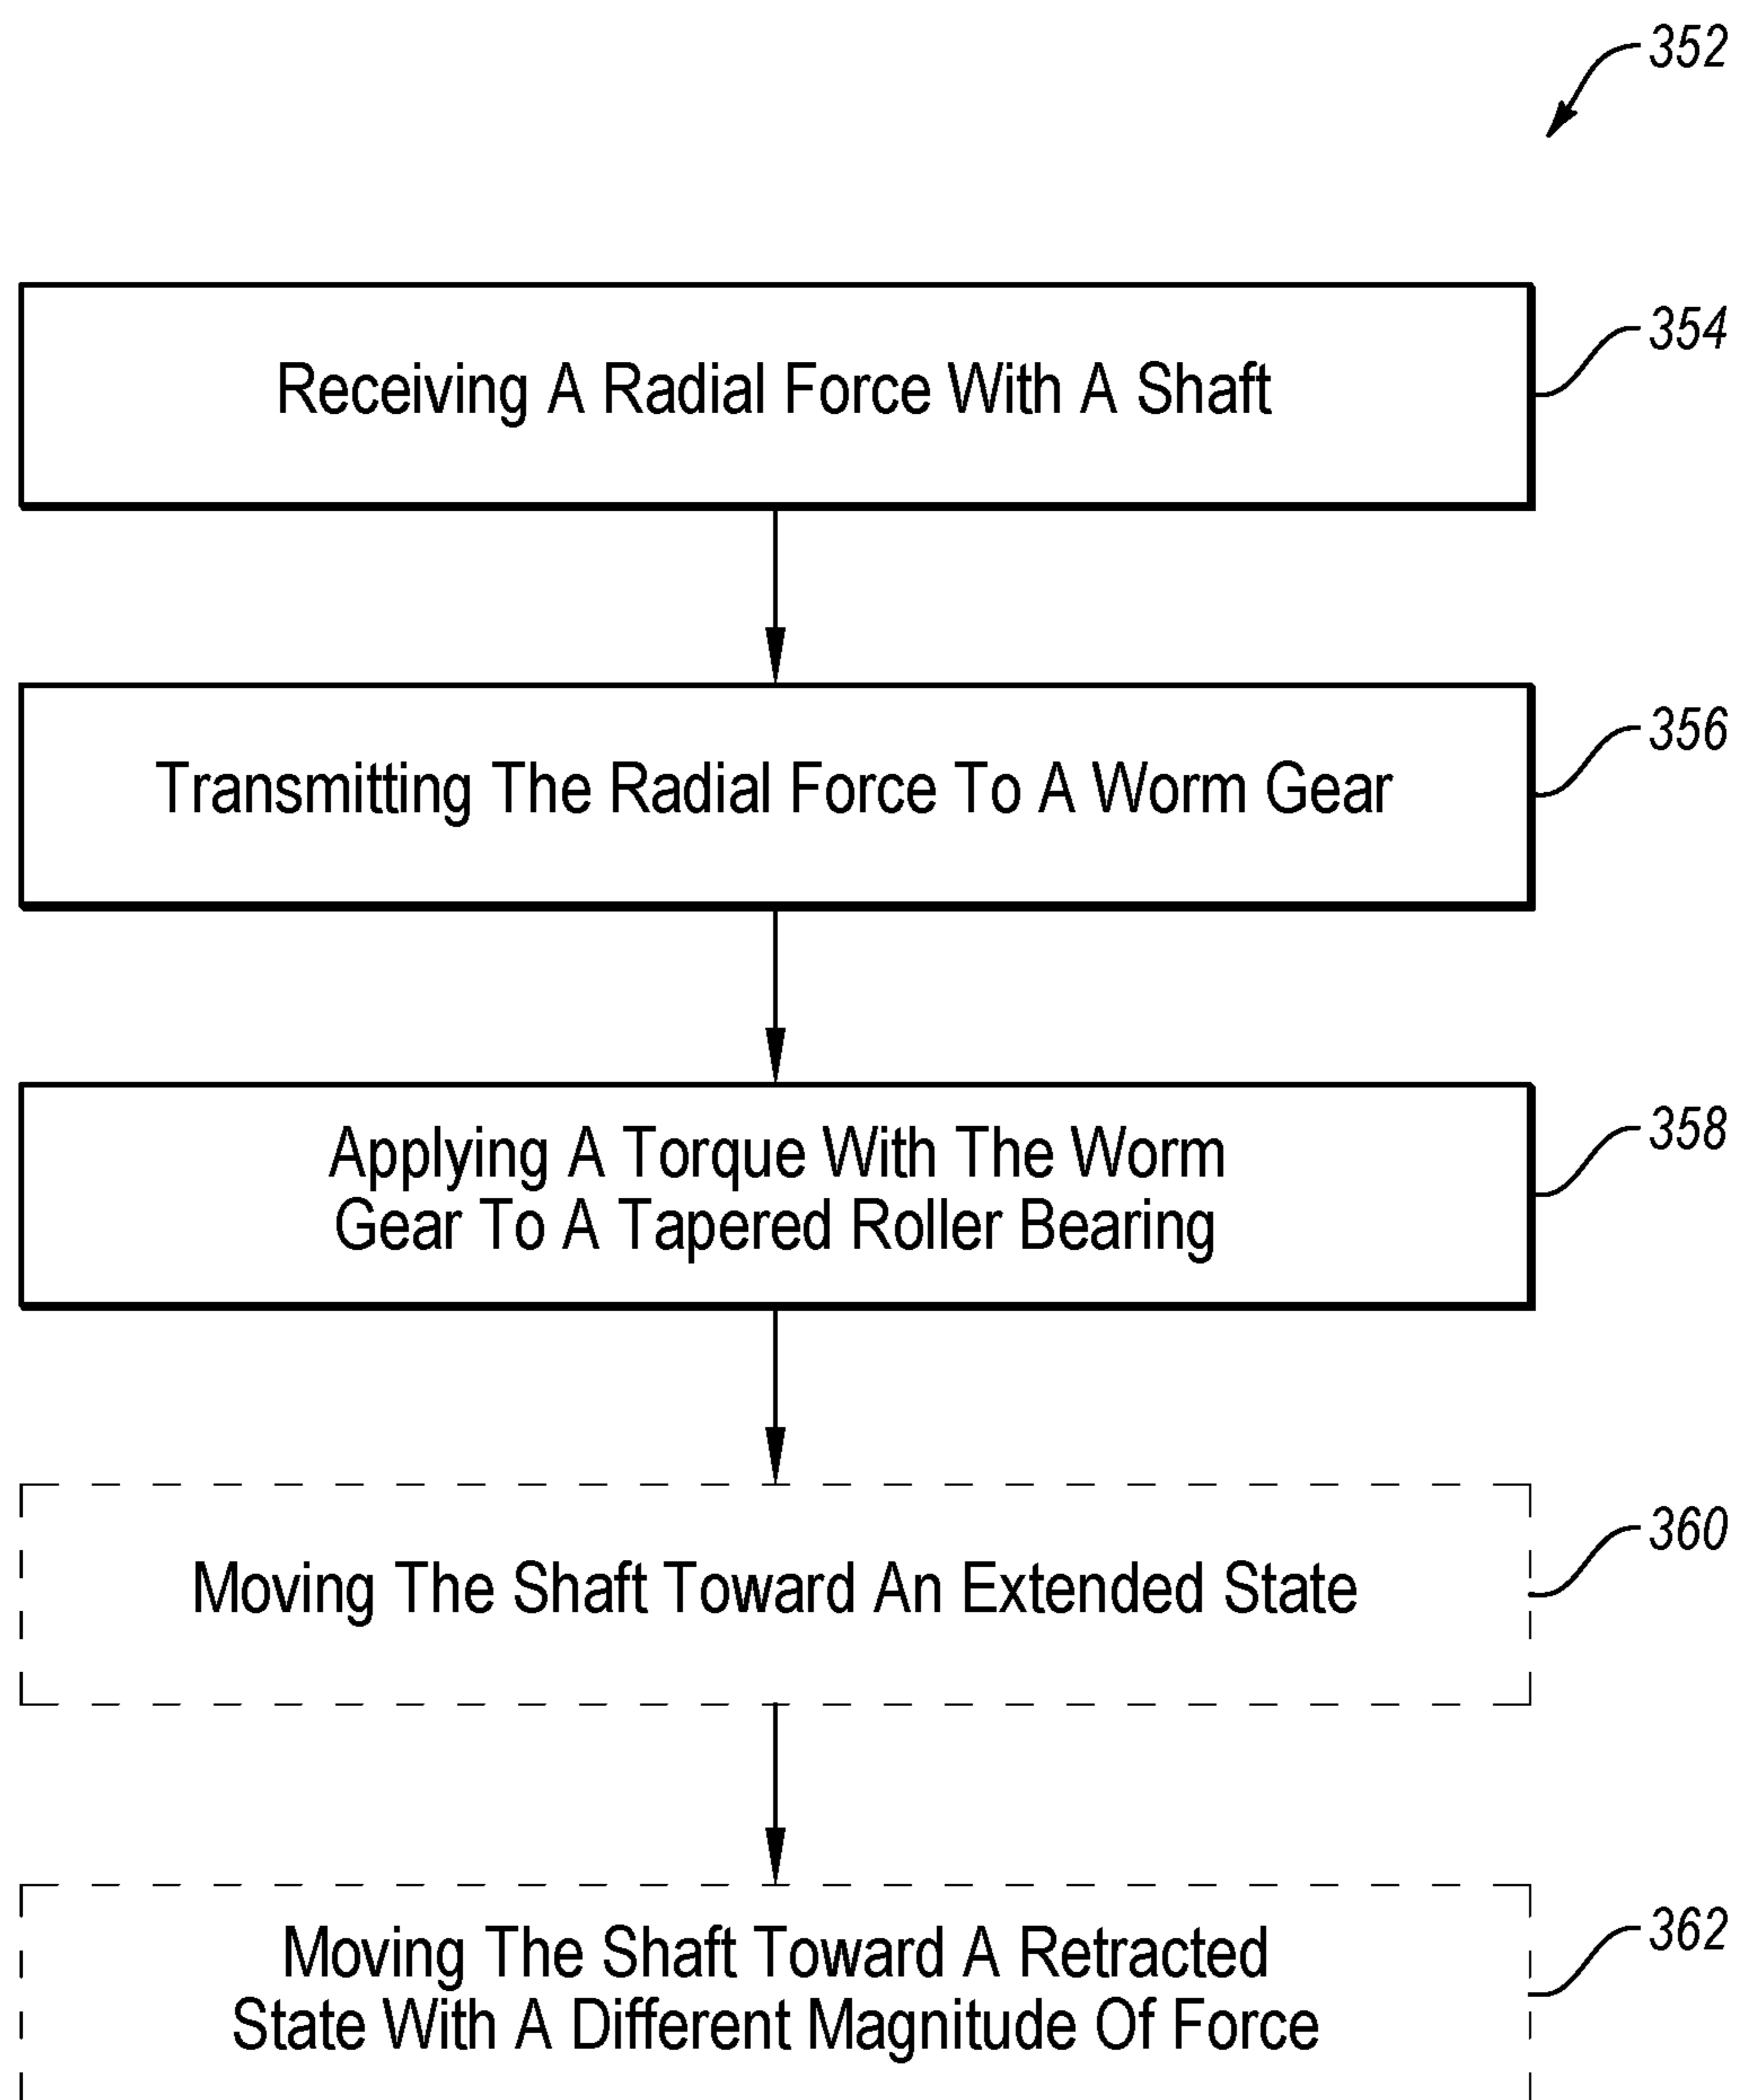 352
Receiving A Radial Force With A Shaft
354
Transmitting The Radial Force To A Worm Gear
356
Applying A Torque With The Worm
Gear To A Tapered Roller Bearing
358
Moving The Shaft Toward An Extended State
360
Moving The Shaft Toward A Retracted
State With A Different Magnitude Of Force
362